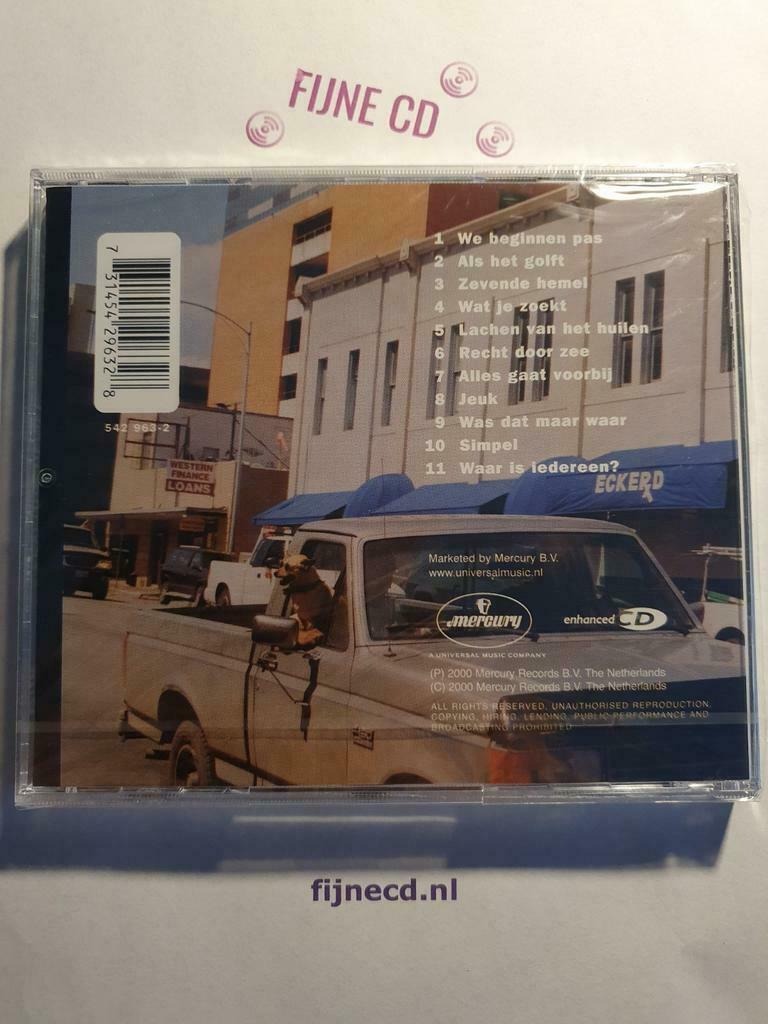 FIJNE CD
1 We beginnen pas
2 Als het golft
3 Zevende hemel
4 Wat je zoekt
5 Lachen van het huilen
6 Recht door zee
7 Alles gaat voorbij
8 Jeuk
9 Was dat maar waar
10 Simpel
11 Waar is iedereen?
7 31454 29632 8
542 963-2
WESTERN
FINANCE
LOANS
ECKERD
Marketed by Mercury B.V.
www.universalmusic.nl
mercury
enhanced CD
A UNIVERSAL MUSIC COMPANY
(P) 2000 Mercury Records B.V. The Netherlands
(C) 2000 Mercury Records B.V. The Netherlands
ALL RIGHTS RESERVED. UNAUTHORISED REPRODUCTION,
COPYING, HIRING, LENDING, PUBLIC PERFORMANCE AND
BROADCASTING PROHIBITED
fijnecd.nl